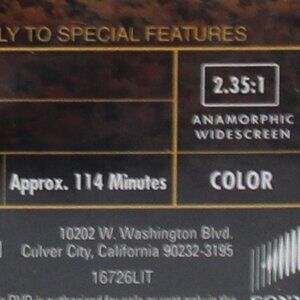 LY TO SPECIAL FEATURES
2.35:1
ANAMORPHIC
WIDESCREEN
Approx. 114 Minutes
COLOR
10202 W. Washington Blvd.
Culver City, California 90232-3195
16726LIT